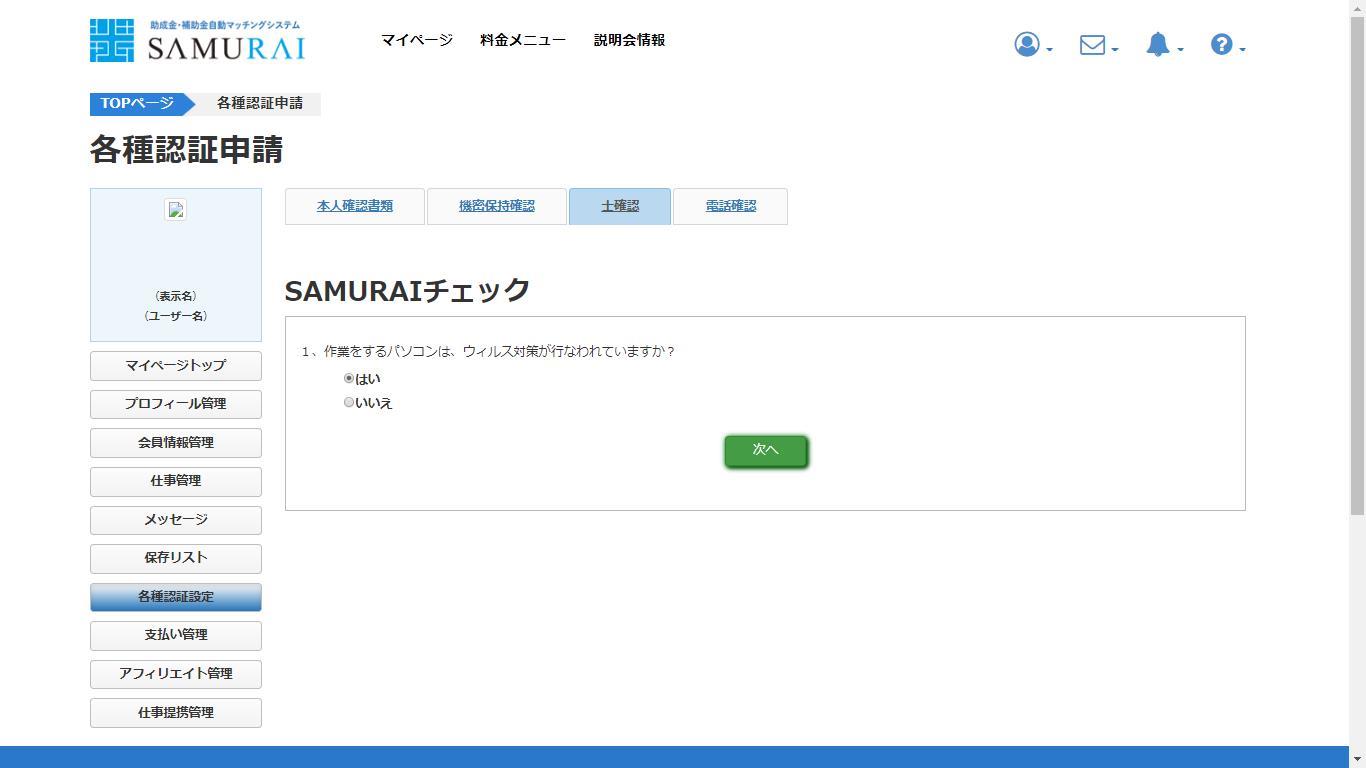 助成金・補助金自動マッチングシステム
SAMURAI
マイページ 料金メニュー 説明会情報
TOPページ 各種認証申請
各種認証申請
本人確認書類 機密保持確認 士確認 電話確認
（表示名）
（ユーザー名）
マイページトップ
プロフィール管理
会員情報管理
仕事管理
メッセージ
保存リスト
各種認証設定
支払い管理
アフィリエイト管理
仕事提携管理
SAMURAIチェック
１、作業をするパソコンは、ウィルス対策が行なわれていますか？
はい
いいえ
次へ